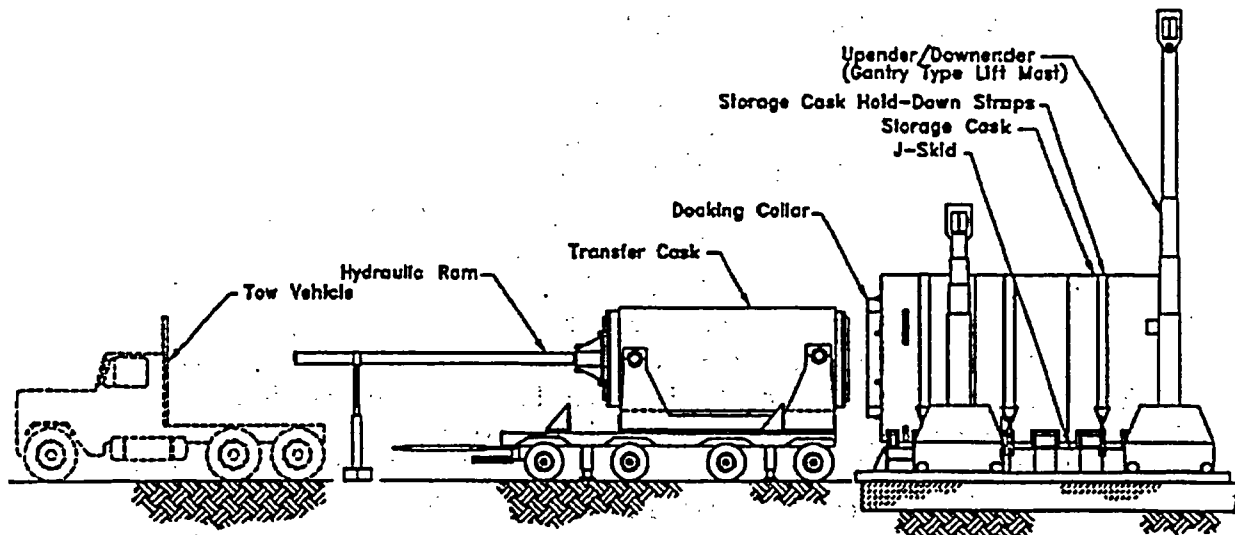 Upender/Downender
(Gantry Type Lift Mast)
Storage Cask Hold-Down Straps
Storage Cask
J-Skid
Docking Collar
Transfer Cask
Hydraulic Ram
Tow Vehicle